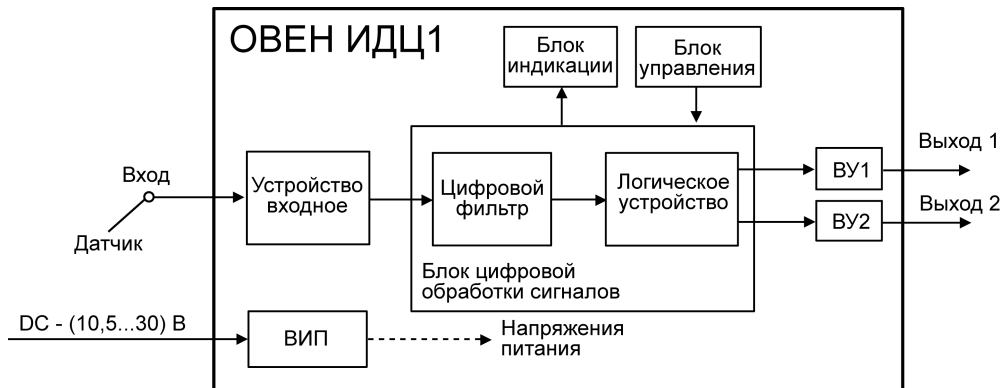 ОВЕН ИДЦ1
Блок
индикации
Блок
управления
Вход
Датчик
Устройство
входное
Цифровой
фильтр
Логическое
устройство
ВУ1
Выход 1
ВУ2
Выход 2
Блок цифровой
обработки сигналов
DC - (10,5...30) В
ВИП
Напряжения
питания